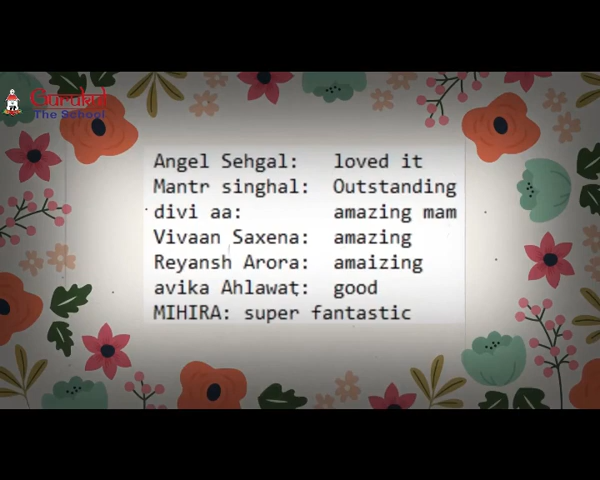 Gurukul
The School
Angel Sehgal: loved it
Mantr singhal: Outstanding
divi aa: amazing mam
Vivaan Saxena: amazing
Reyansh Arora: amaizing
avika Ahlawat: good
MIHIRA: super fantastic